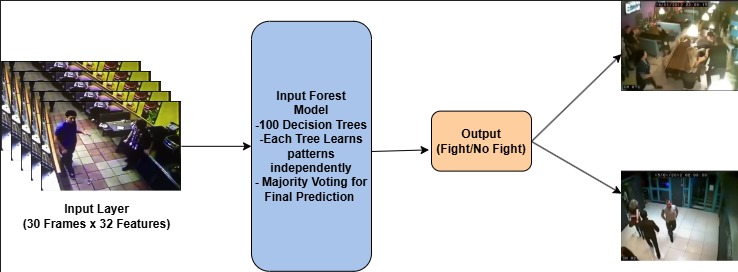 Input Layer
(30 Frames x 32 Features)
Input Forest
Model
-100 Decision Trees
-Each Tree Learns
patterns
independently
- Majority Voting for
Final Prediction
Output
(Fight/No Fight)